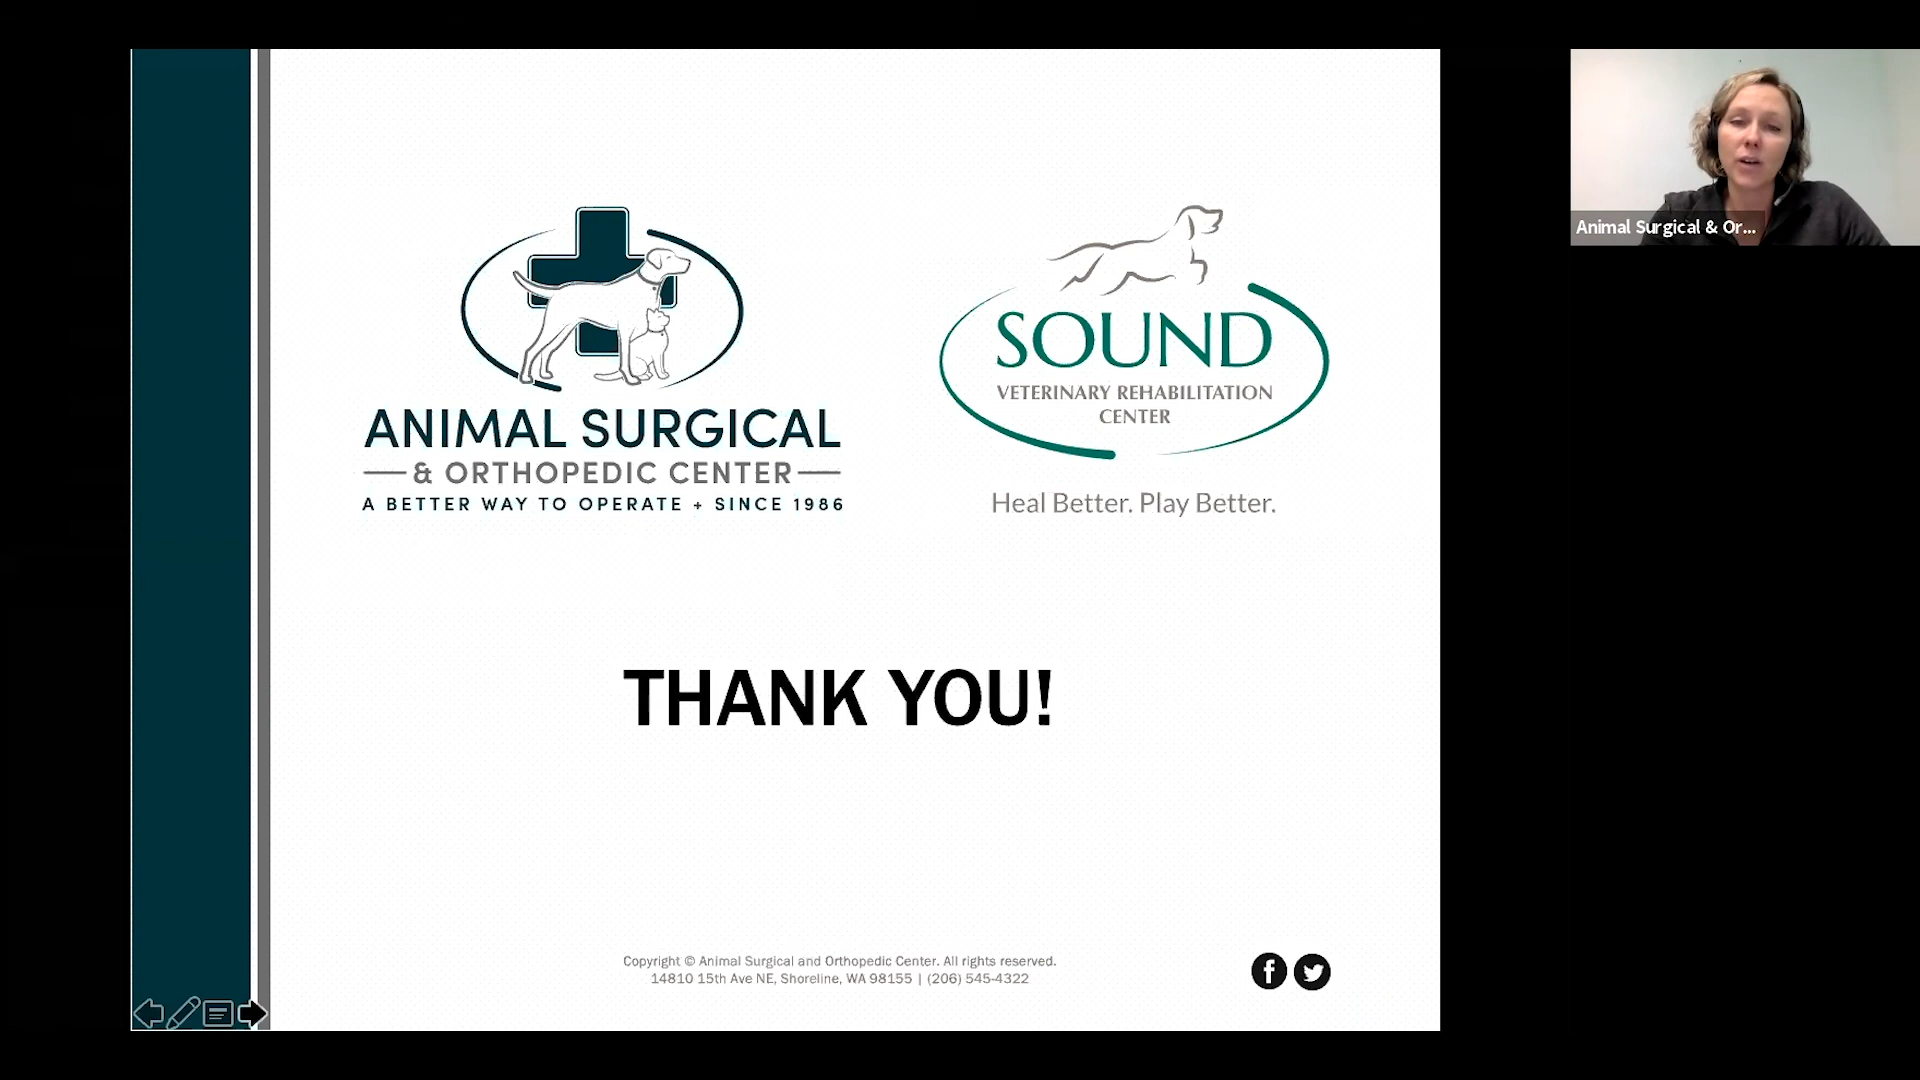 SOUND
VETERINARY REHABILITATION
CENTER
ANIMAL SURGICAL
& ORTHOPEDIC CENTER
A BETTER WAY TO OPERATE + SINCE 1986
Heal Better. Play Better.
THANK YOU!
Copyright © Animal Surgical and Orthopedic Center. All rights reserved.
14810 15th Ave NE, Shoreline, WA 98155 | (206) 545-4322
Animal Surgical & Or...